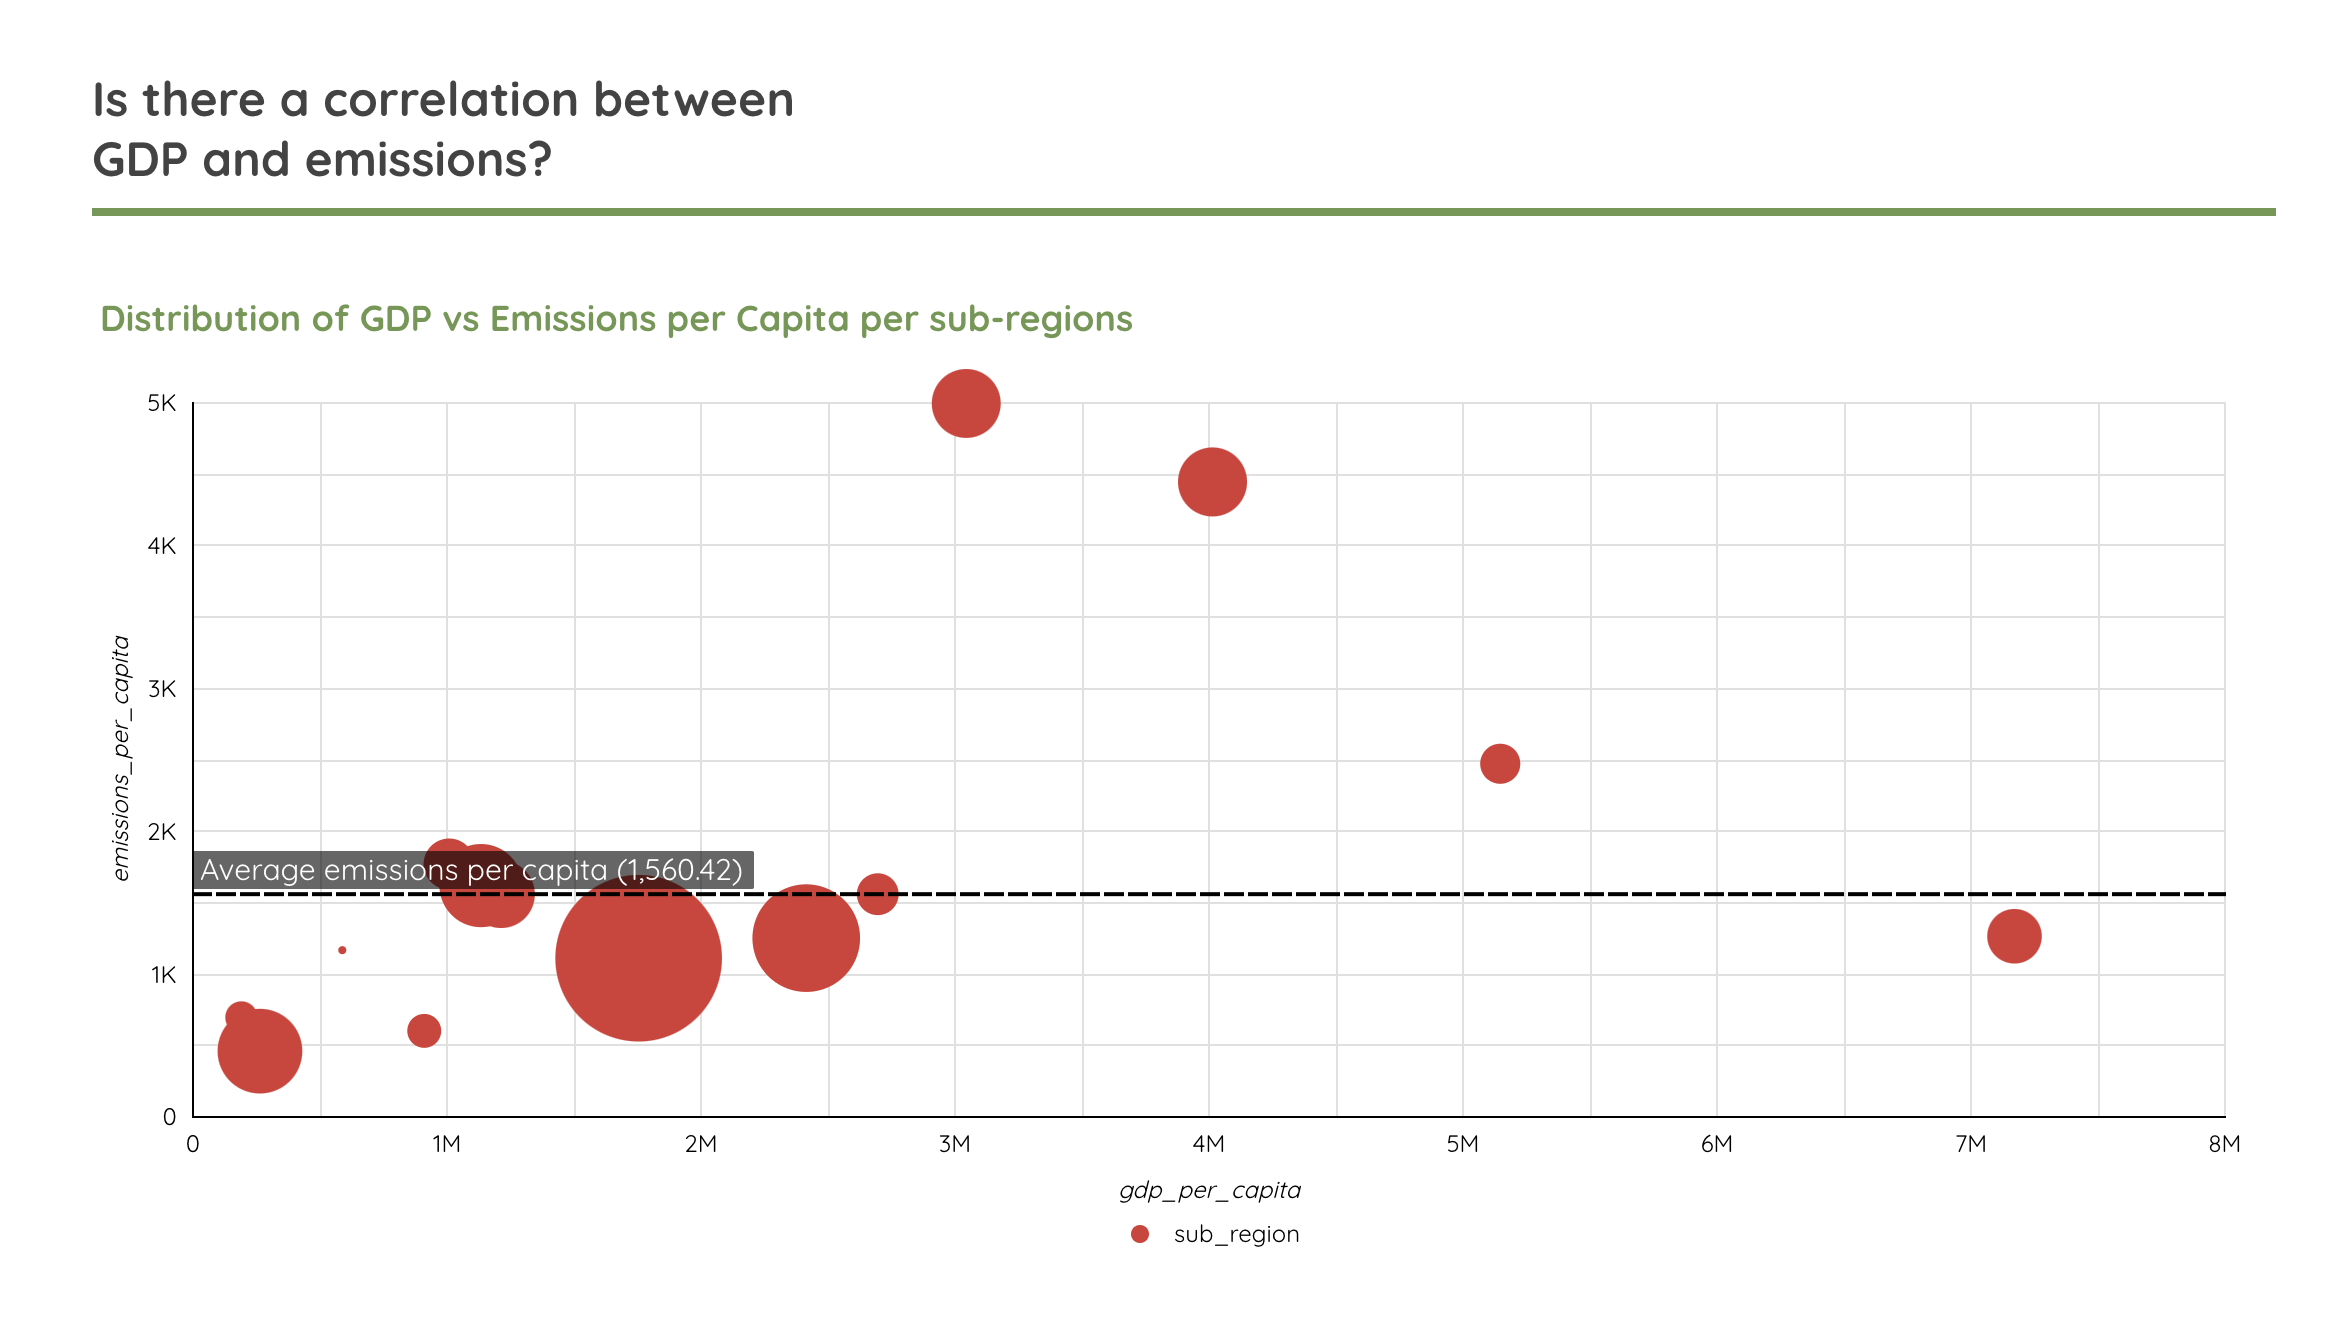 Is there a correlation between
GDP and emissions?
Distribution of GDP vs Emissions per Capita per sub-regions
5K
4K
3K
2K
1K
0
emissions_per_capita
Average emissions per capita (1,560.42)
0 1M 2M 3M 4M 5M 6M 7M 8M
gdp_per_capita
sub_region